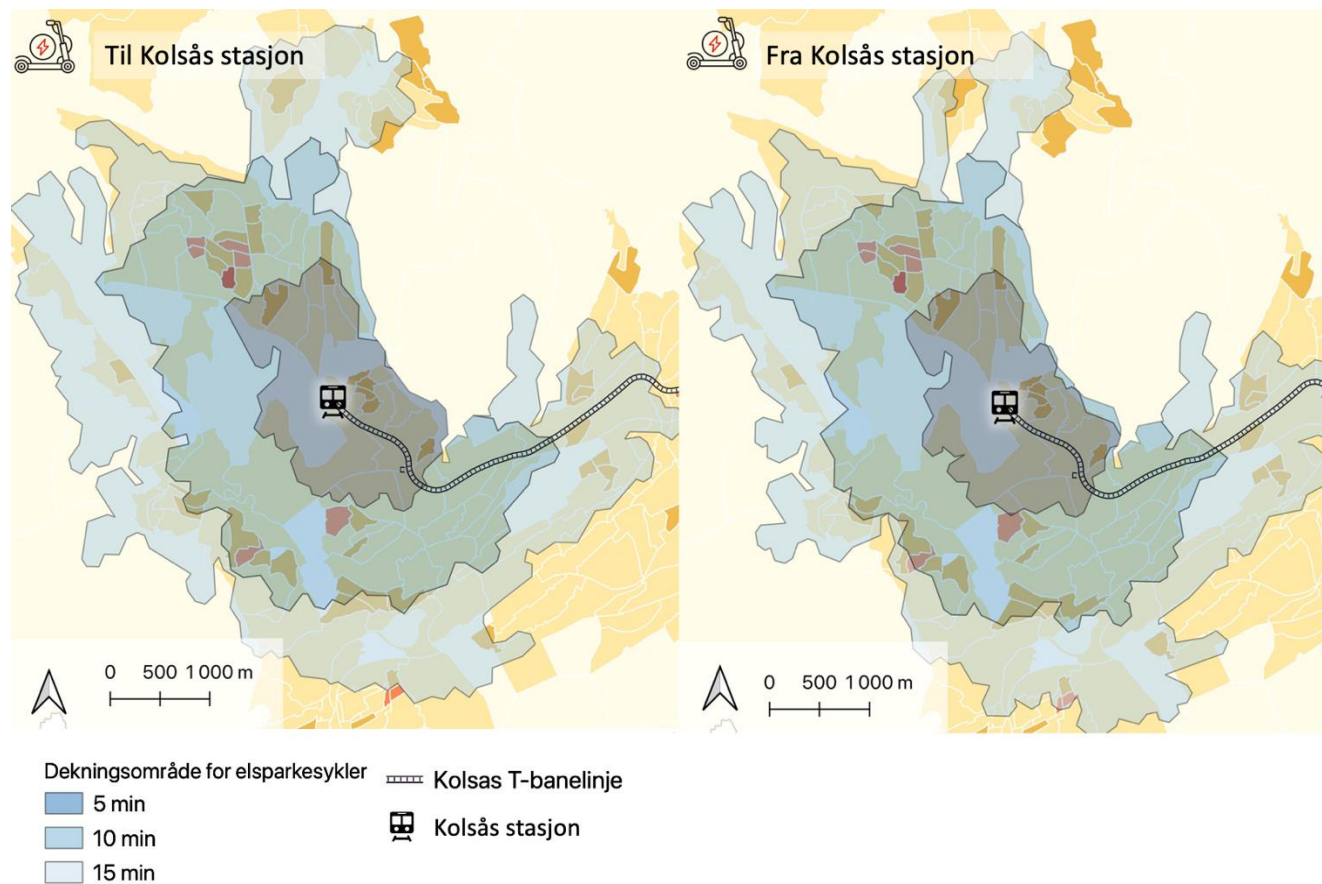 Til Kolsås stasjon
Fra Kolsås stasjon
0 500 1 000 m
0 500 1 000 m
Dekningsområde for elsparkesykler
5 min
10 min
15 min
Kolsas T-banelinje
Kolsås stasjon